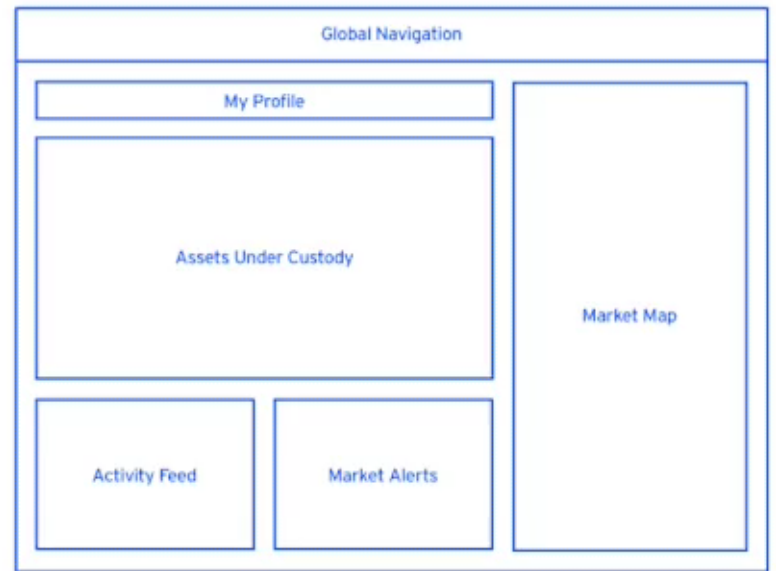 Global Navigation
My Profile
Assets Under Custody
Market Map
Activity Feed
Market Alerts